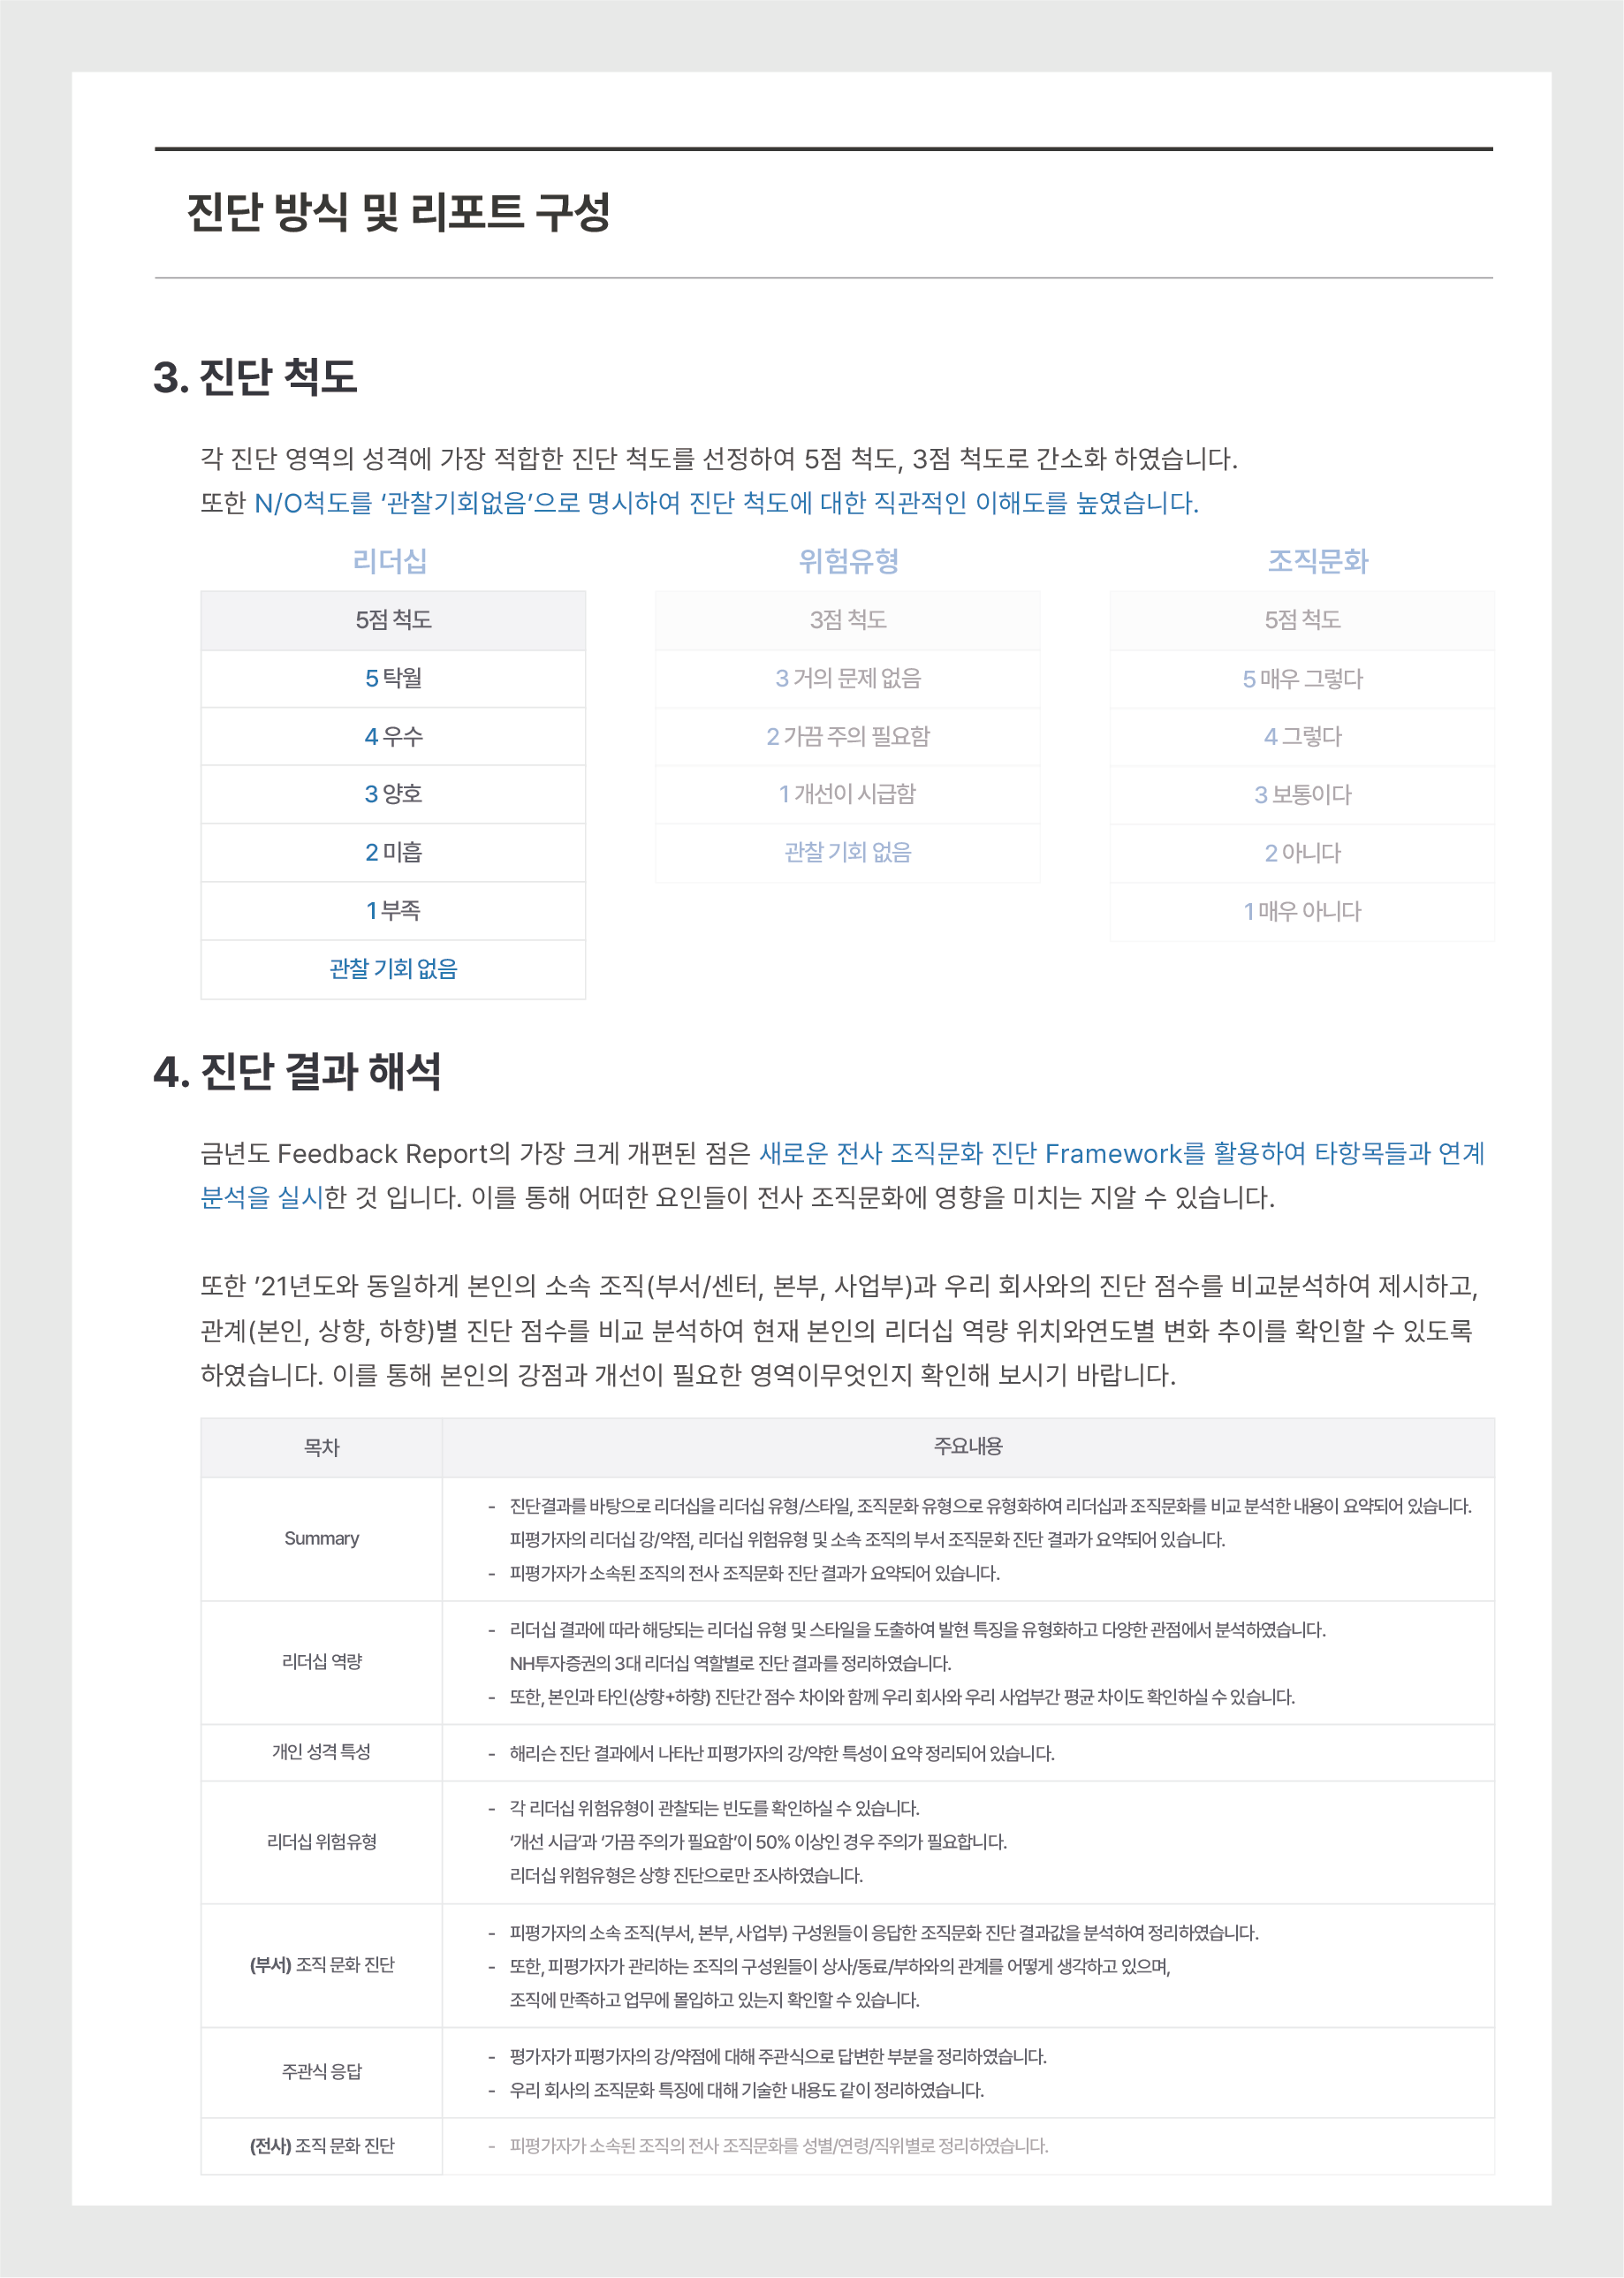 진단 방식 및 리포트 구성
3. 진단 척도
각 진단 영역의 성격에 가장 적합한 진단 척도를 선정하여 5점 척도, 3점 척도로 간소화 하였습니다.
또한 N/O척도를 ‘관찰기회없음’으로 명시하여 진단 척도에 대한 직관적인 이해도를 높였습니다.
리더십
5점 척도
5 탁월
4 우수
3 양호
2 미흡
1 부족
관찰 기회 없음
위험유형
3점 척도
3 거의 문제 없음
2 가끔 주의 필요함
1 개선이 시급함
관찰 기회 없음
조직문화
5점 척도
5 매우 그렇다
4 그렇다
3 보통이다
2 아니다
1 매우 아니다
4. 진단 결과 해석
금년도 Feedback Report의 가장 크게 개편된 점은 새로운 전사 조직문화 진단 Framework를 활용하여 타항목들과 연계
분석을 실시한 것 입니다. 이를 통해 어떠한 요인들이 전사 조직문화에 영향을 미치는 지알 수 있습니다.
또한 ’21년도와 동일하게 본인의 소속 조직(부서/센터, 본부, 사업부)과 우리 회사와의 진단 점수를 비교분석하여 제시하고,
관계(본인, 상향, 하향)별 진단 점수를 비교 분석하여 현재 본인의 리더십 역량 위치와연도별 변화 추이를 확인할 수 있도록
하였습니다. 이를 통해 본인의 강점과 개선이 필요한 영역이무엇인지 확인해 보시기 바랍니다.
목차 주요내용
Summary
- 진단결과를 바탕으로 리더십을 리더십 유형/스타일, 조직문화 유형으로 유형화하여 리더십과 조직문화를 비교 분석한 내용이 요약되어 있습니다.
피평가자의 리더십 강/약점, 리더십 위험유형 및 소속 조직의 부서 조직문화 진단 결과가 요약되어 있습니다.
- 피평가자가 소속된 조직의 전사 조직문화 진단 결과가 요약되어 있습니다.
리더십 역량
- 리더십 결과에 따라 해당되는 리더십 유형 및 스타일을 도출하여 발현 특징을 유형화하고 다양한 관점에서 분석하였습니다.
NH투자증권의 3대 리더십 역할별로 진단 결과를 정리하였습니다.
- 또한, 본인과 타인(상향+하향) 진단간 점수 차이와 함께 우리 회사와 우리 사업부간 평균 차이도 확인하실 수 있습니다.
개인 성격 특성
- 해리슨 진단 결과에서 나타난 피평가자의 강/약한 특성이 요약 정리되어 있습니다.
리더십 위험유형
- 각 리더십 위험유형이 관찰되는 빈도를 확인하실 수 있습니다.
‘개선 시급’과 ‘가끔 주의가 필요함’이 50% 이상인 경우 주의가 필요합니다.
리더십 위험유형은 상향 진단으로만 조사하였습니다.
(부서) 조직 문화 진단
- 피평가자의 소속 조직(부서, 본부, 사업부) 구성원들이 응답한 조직문화 진단 결과값을 분석하여 정리하였습니다.
- 또한, 피평가자가 관리하는 조직의 구성원들이 상사/동료/부하와의 관계를 어떻게 생각하고 있으며,
조직에 만족하고 업무에 몰입하고 있는지 확인할 수 있습니다.
주관식 응답
- 평가자가 피평가자의 강/약점에 대해 주관식으로 답변한 부분을 정리하였습니다.
- 우리 회사의 조직문화 특징에 대해 기술한 내용도 같이 정리하였습니다.
(전사) 조직 문화 진단
- 피평가자가 소속된 조직의 전사 조직문화를 성별/연령/직위별로 정리하였습니다.